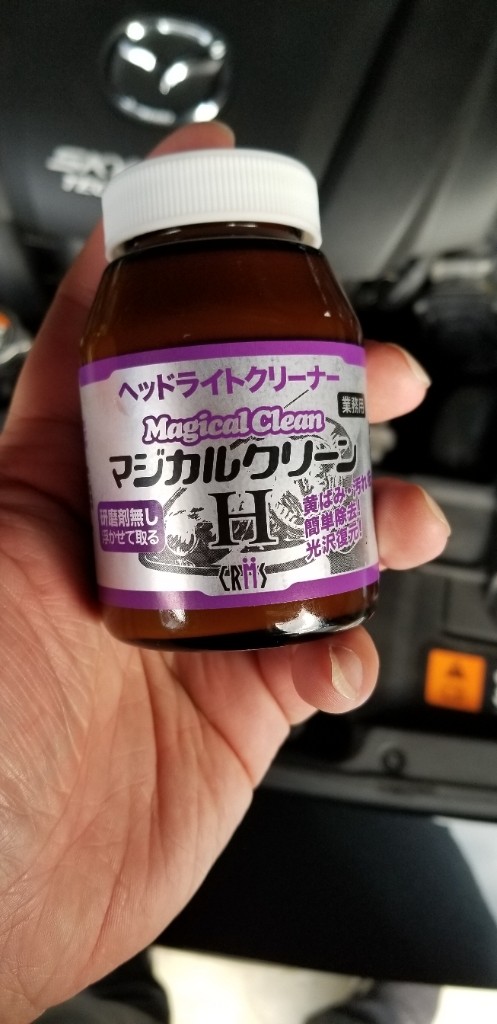 ヘッドライトクリーナー
業務用
Magical Clean
マジカルクリーン
H
研磨剤無し
浮かせて取る
黄ばみ・汚れを
簡単除去!
光沢復元!
CRMS